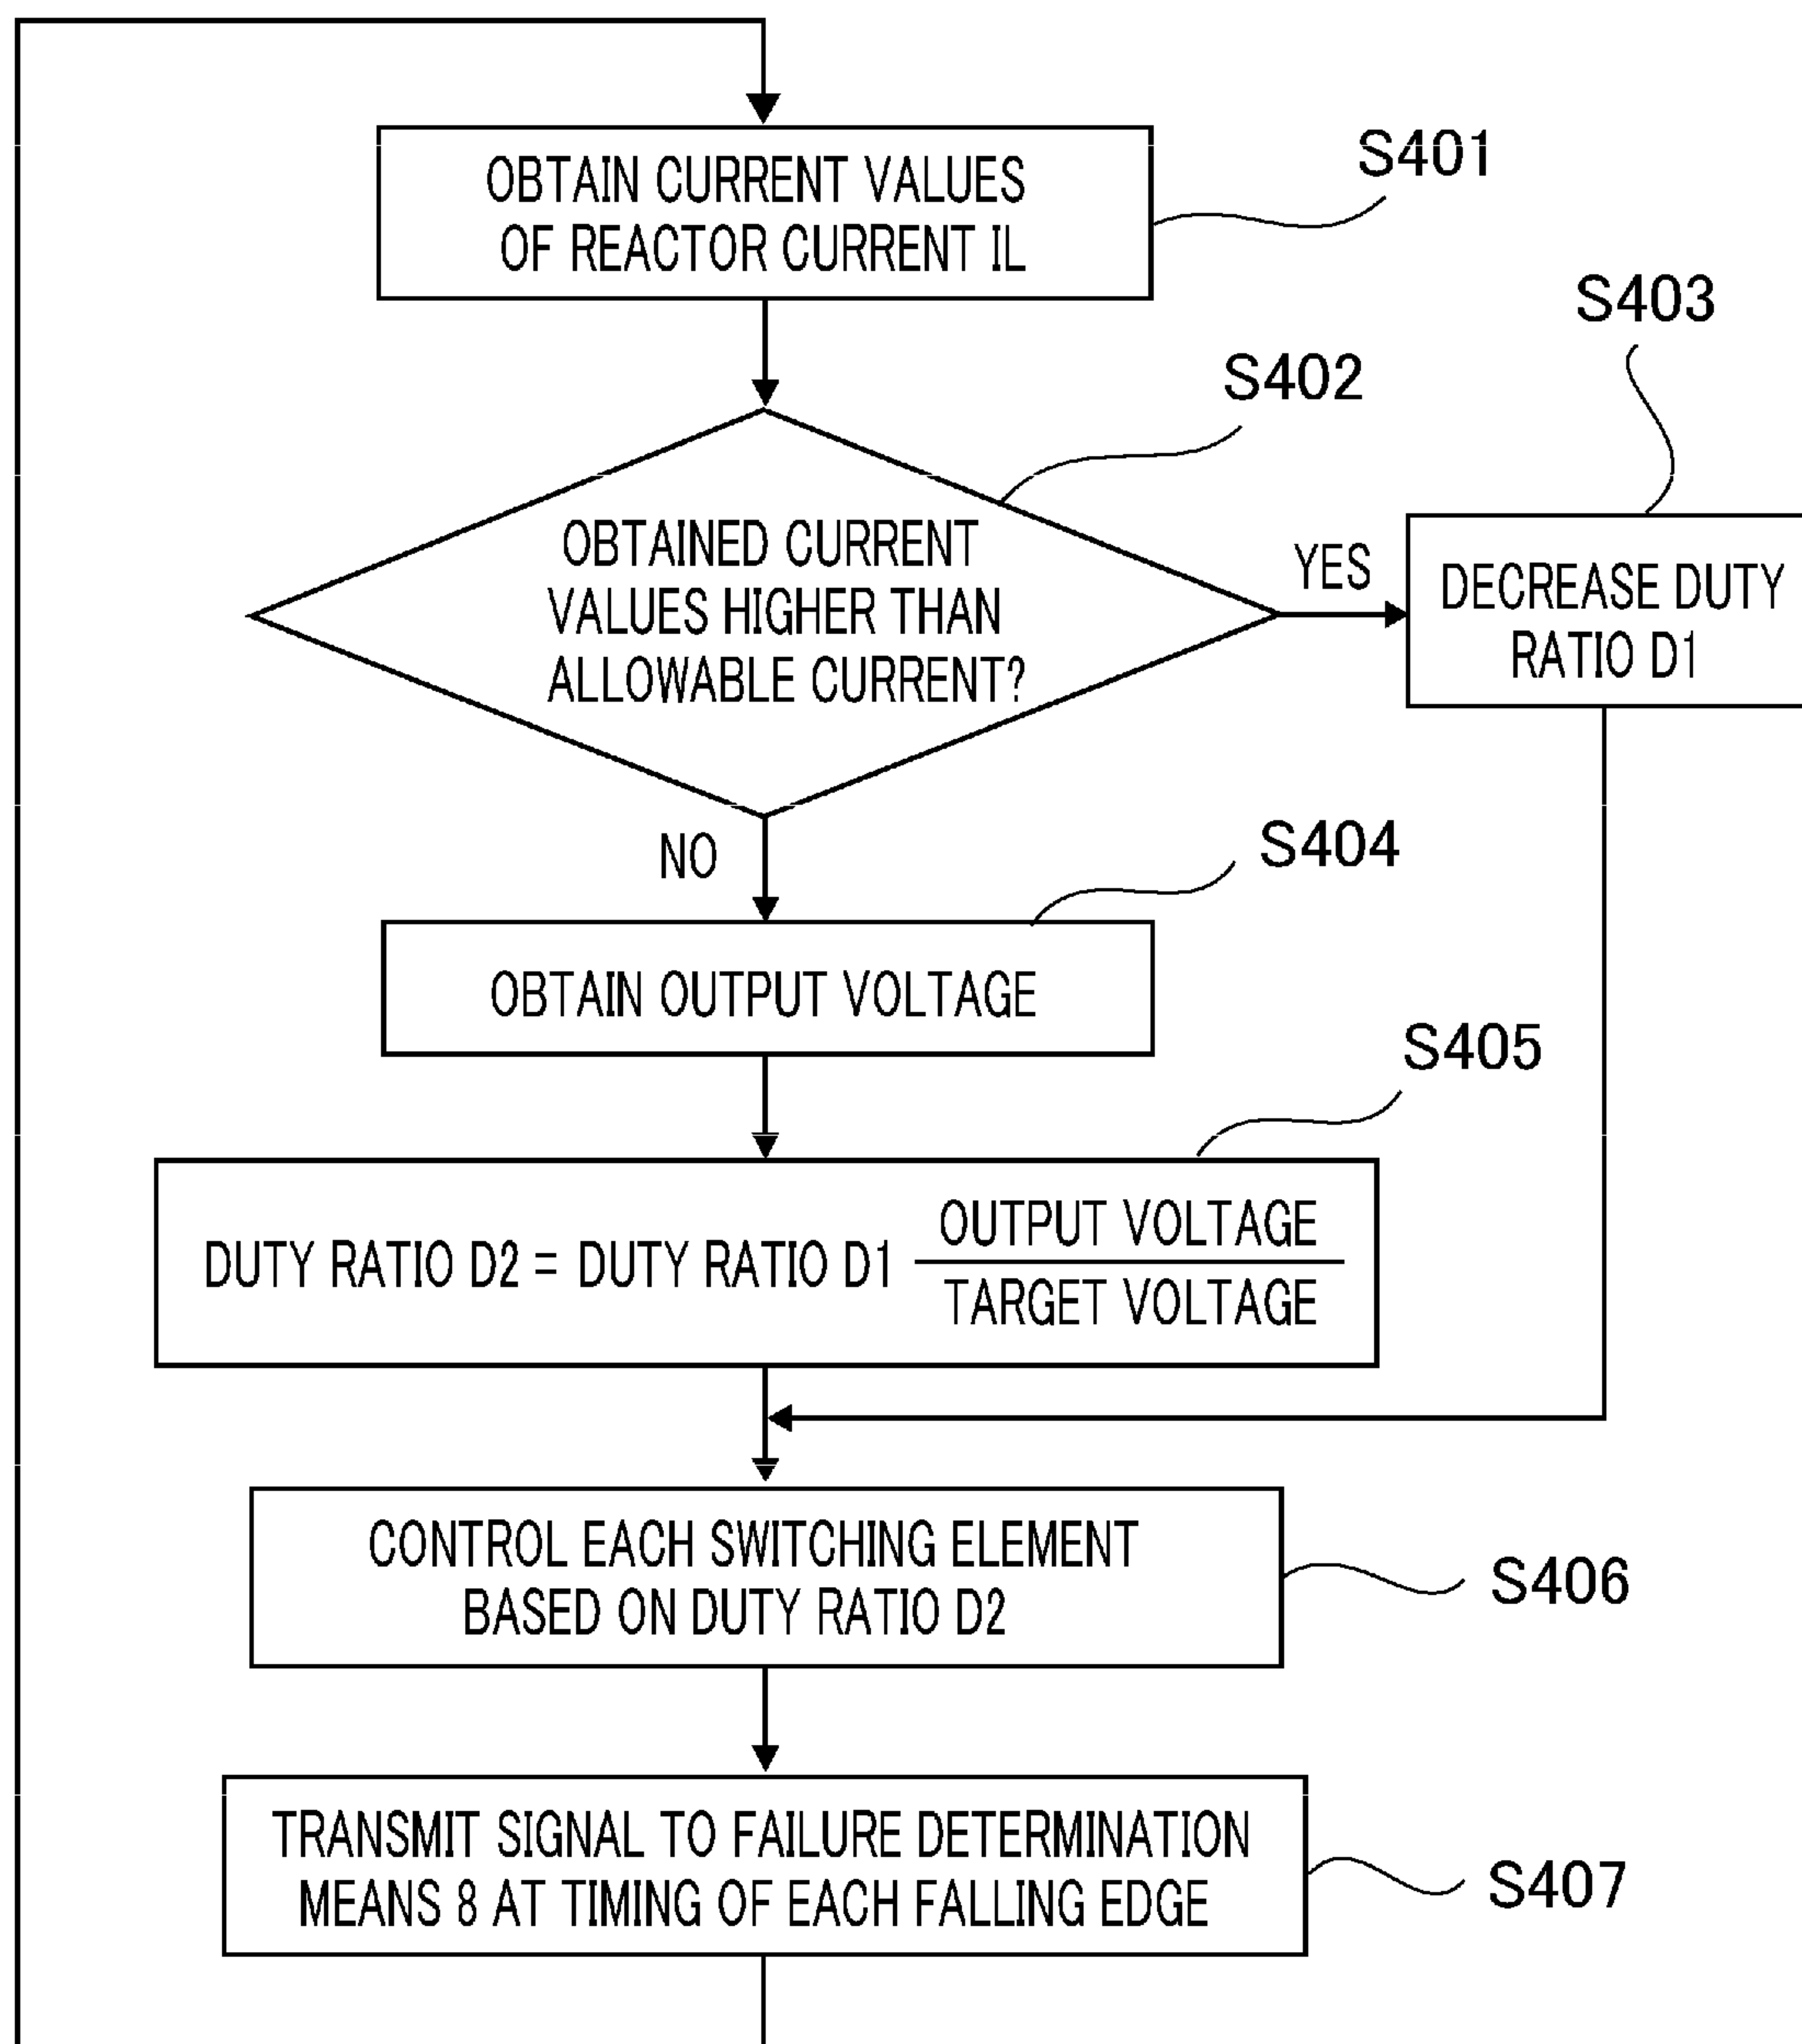 OBTAIN CURRENT VALUES
OF REACTOR CURRENT IL
S401
OBTAINED CURRENT
VALUES HIGHER THAN
ALLOWABLE CURRENT?
S402
YES
S403
DECREASE DUTY
RATIO D1
NO
S404
OBTAIN OUTPUT VOLTAGE
S405
DUTY RATIO D2 = DUTY RATIO D1
OUTPUT VOLTAGE
TARGET VOLTAGE
CONTROL EACH SWITCHING ELEMENT
BASED ON DUTY RATIO D2
S406
TRANSMIT SIGNAL TO FAILURE DETERMINATION
MEANS 8 AT TIMING OF EACH FALLING EDGE
S407